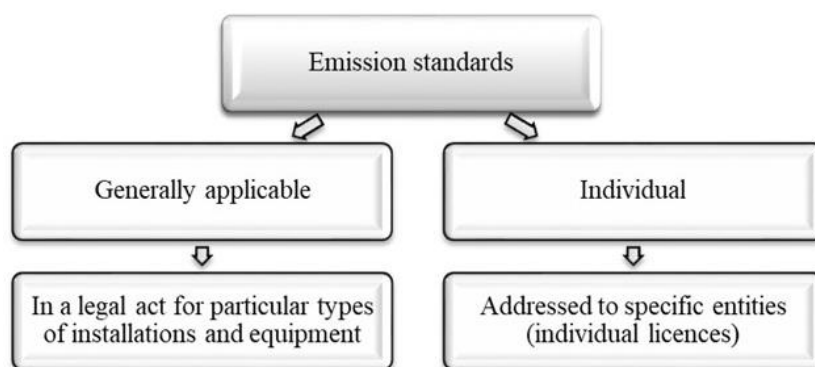 Emission standards
Generally applicable
Individual
In a legal act for particular types
of installations and equipment
Addressed to specific entities
(individual licences)